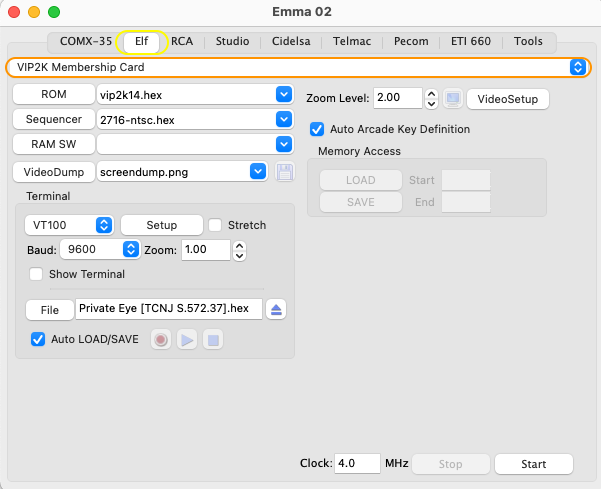 Emma 02
COMX-35 Elf RCA Studio Cidelsa Telmac Pecom ETI 660 Tools
VIP2K Membership Card
ROM vip2k14.hex
Sequencer 2716-ntsc.hex
RAM SW
VideoDump screendump.png
Zoom Level: 2.00 VideoSetup
Auto Arcade Key Definition
Memory Access
LOAD Start
SAVE End
Terminal
VT100 Setup Stretch
Baud: 9600 Zoom: 1.00
Show Terminal
File Private Eye [TCNJ S.572.37].hex
Auto LOAD/SAVE
Clock: 4.0 MHz Stop Start